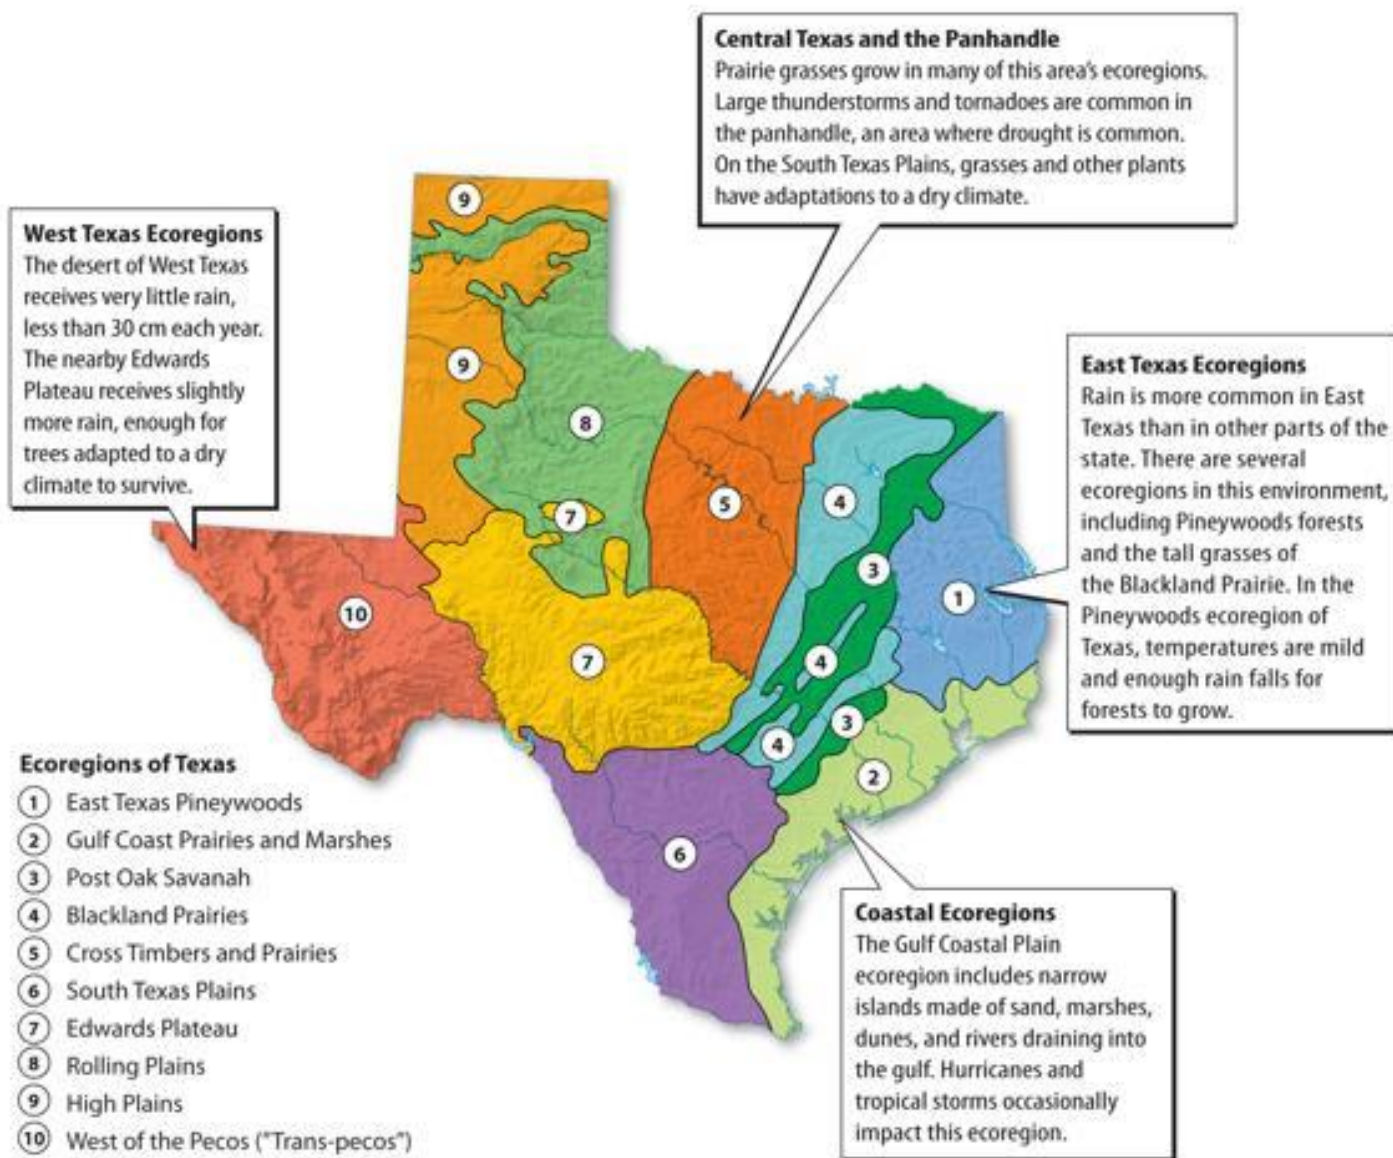 Central Texas and the Panhandle
Prairie grasses grow in many of this area's ecoregions.
Large thunderstorms and tornadoes are common in
the panhandle, an area where drought is common.
On the South Texas Plains, grasses and other plants
have adaptations to a dry climate.
West Texas Ecoregions
The desert of West Texas
receives very little rain,
less than 30 cm each year.
The nearby Edwards
Plateau receives slightly
more rain, enough for
trees adapted to a dry
climate to survive.
East Texas Ecoregions
Rain is more common in East
Texas than in other parts of the
state. There are several
ecoregions in this environment,
including Pineywoods forests
and the tall grasses of
the Blackland Prairie. In the
Pineywoods ecoregion of
Texas, temperatures are mild
and enough rain falls for
forests to grow.
9
9
8
7
5
4
3
1
10
7
4
3
4
2
6
Ecoregions of Texas
1 East Texas Pineywoods
2 Gulf Coast Prairies and Marshes
3 Post Oak Savanah
4 Blackland Prairies
5 Cross Timbers and Prairies
6 South Texas Plains
7 Edwards Plateau
8 Rolling Plains
9 High Plains
10 West of the Pecos ("Trans-pecos")
Coastal Ecoregions
The Gulf Coastal Plain
ecoregion includes narrow
islands made of sand, marshes,
dunes, and rivers draining into
the gulf. Hurricanes and
tropical storms occasionally
impact this ecoregion.